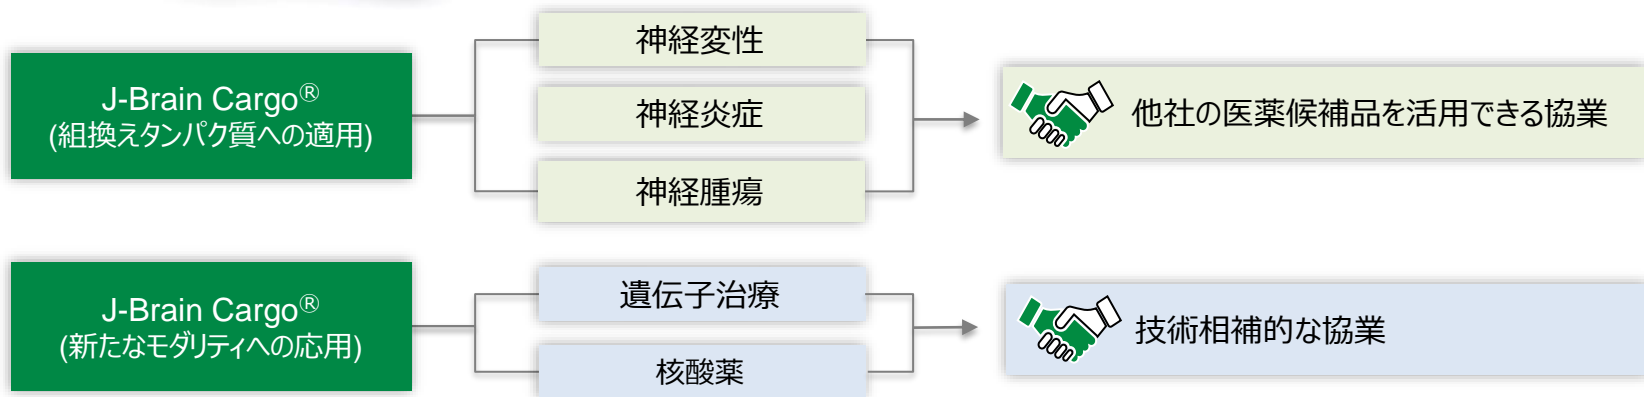 J-Brain Cargo®
(組換えタンパク質への適用)
神経変性
神経炎症
神経腫瘍
他社の医薬候補品を活用できる協業
J-Brain Cargo®
(新たなモダリティへの応用)
遺伝子治療
核酸薬
技術相補的な協業